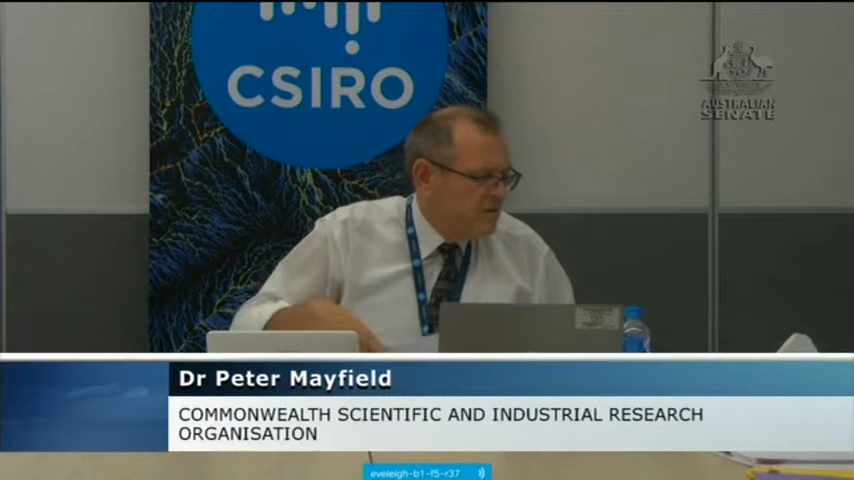 CSIRO
AUSTRALIAN
SENATE
Dr Peter Mayfield
COMMONWEALTH SCIENTIFIC AND INDUSTRIAL RESEARCH
ORGANISATION
eveleigh-b1-f5-r37